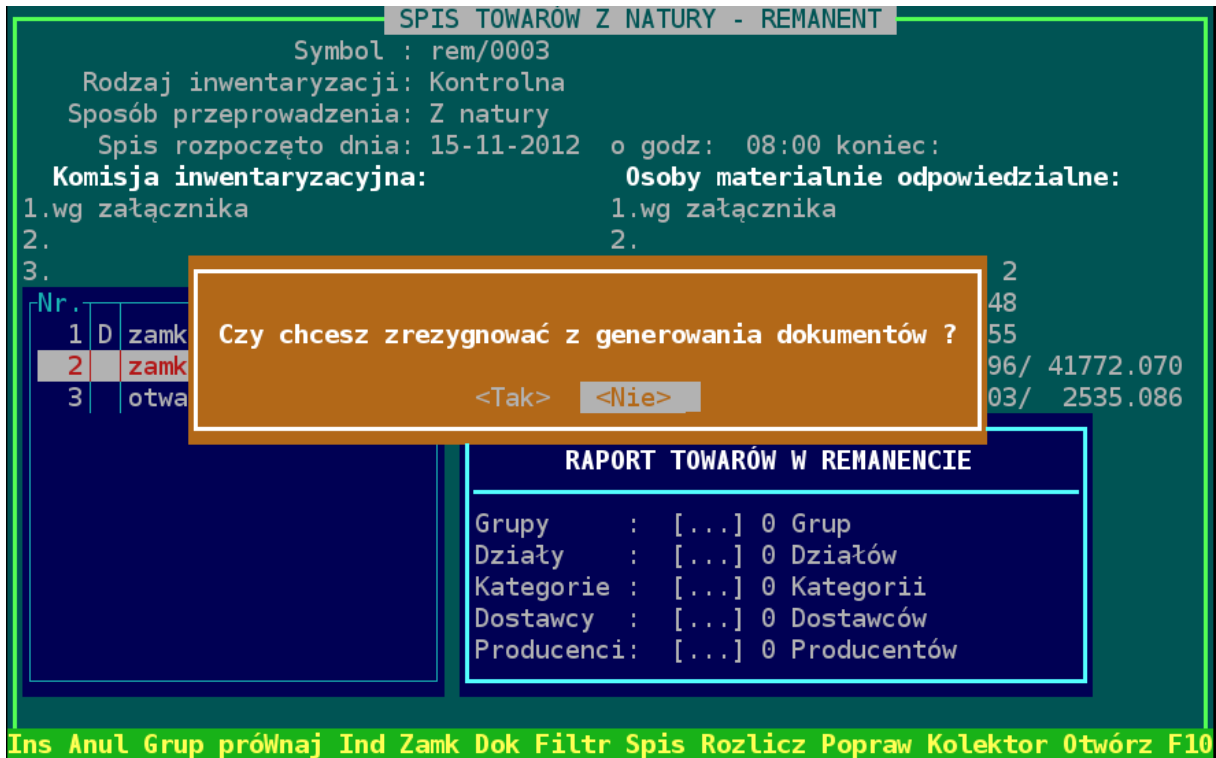 SPIS TOWARÓW Z NATURY - REMANENT
Symbol : rem/0003
Rodzaj inwentaryzacji: Kontrolna
Sposób przeprowadzenia: Z natury
Spis rozpoczęto dnia: 15-11-2012 o godz: 08:00 koniec:
Komisja inwentaryzacyjna: Osoby materialnie odpowiedzialne:
1.wg załącznika 1.wg załącznika
2. 2.
3. 2
Nr. 48
1 D zamk 55
2 zamk 96/ 41772.070
3 otwa 03/ 2535.086
Czy chcesz zrezygnować z generowania dokumentów ?
<Tak> <Nie>
RAPORT TOWARÓW W REMANENCIE
Grupy : [...] 0 Grup
Działy : [...] 0 Działów
Kategorie : [...] 0 Kategorii
Dostawcy : [...] 0 Dostawców
Producenci: [...] 0 Producentów
Ins Anul Grup próWnaj Ind Zamk Dok Filtr Spis Rozlicz Popraw Kolektor Otwórz F10